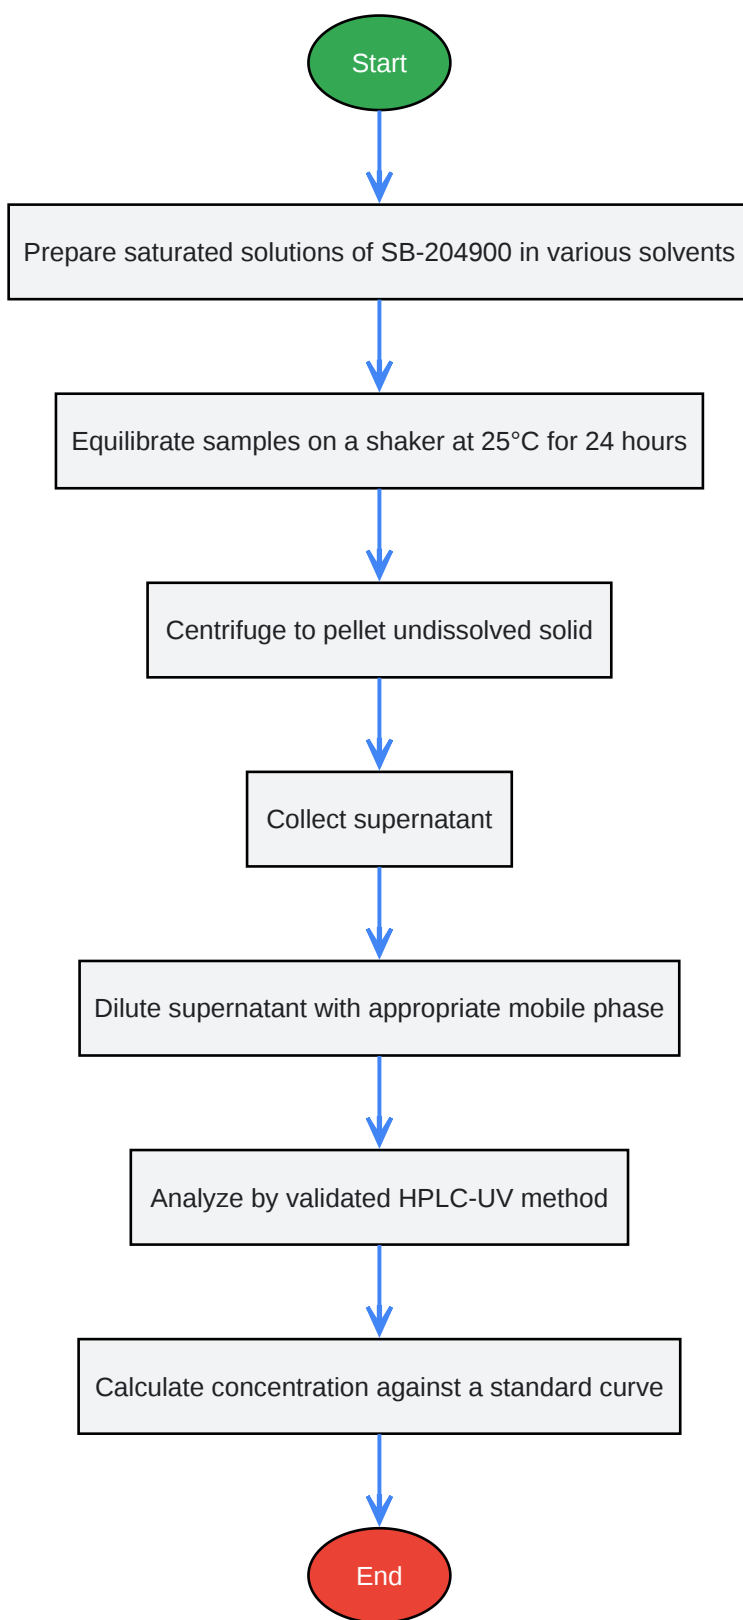 Start
Prepare saturated solutions of SB-204900 in various solvents
Equilibrate samples on a shaker at 25°C for 24 hours
Centrifuge to pellet undissolved solid
Collect supernatant
Dilute supernatant with appropriate mobile phase
Analyze by validated HPLC-UV method
Calculate concentration against a standard curve
End